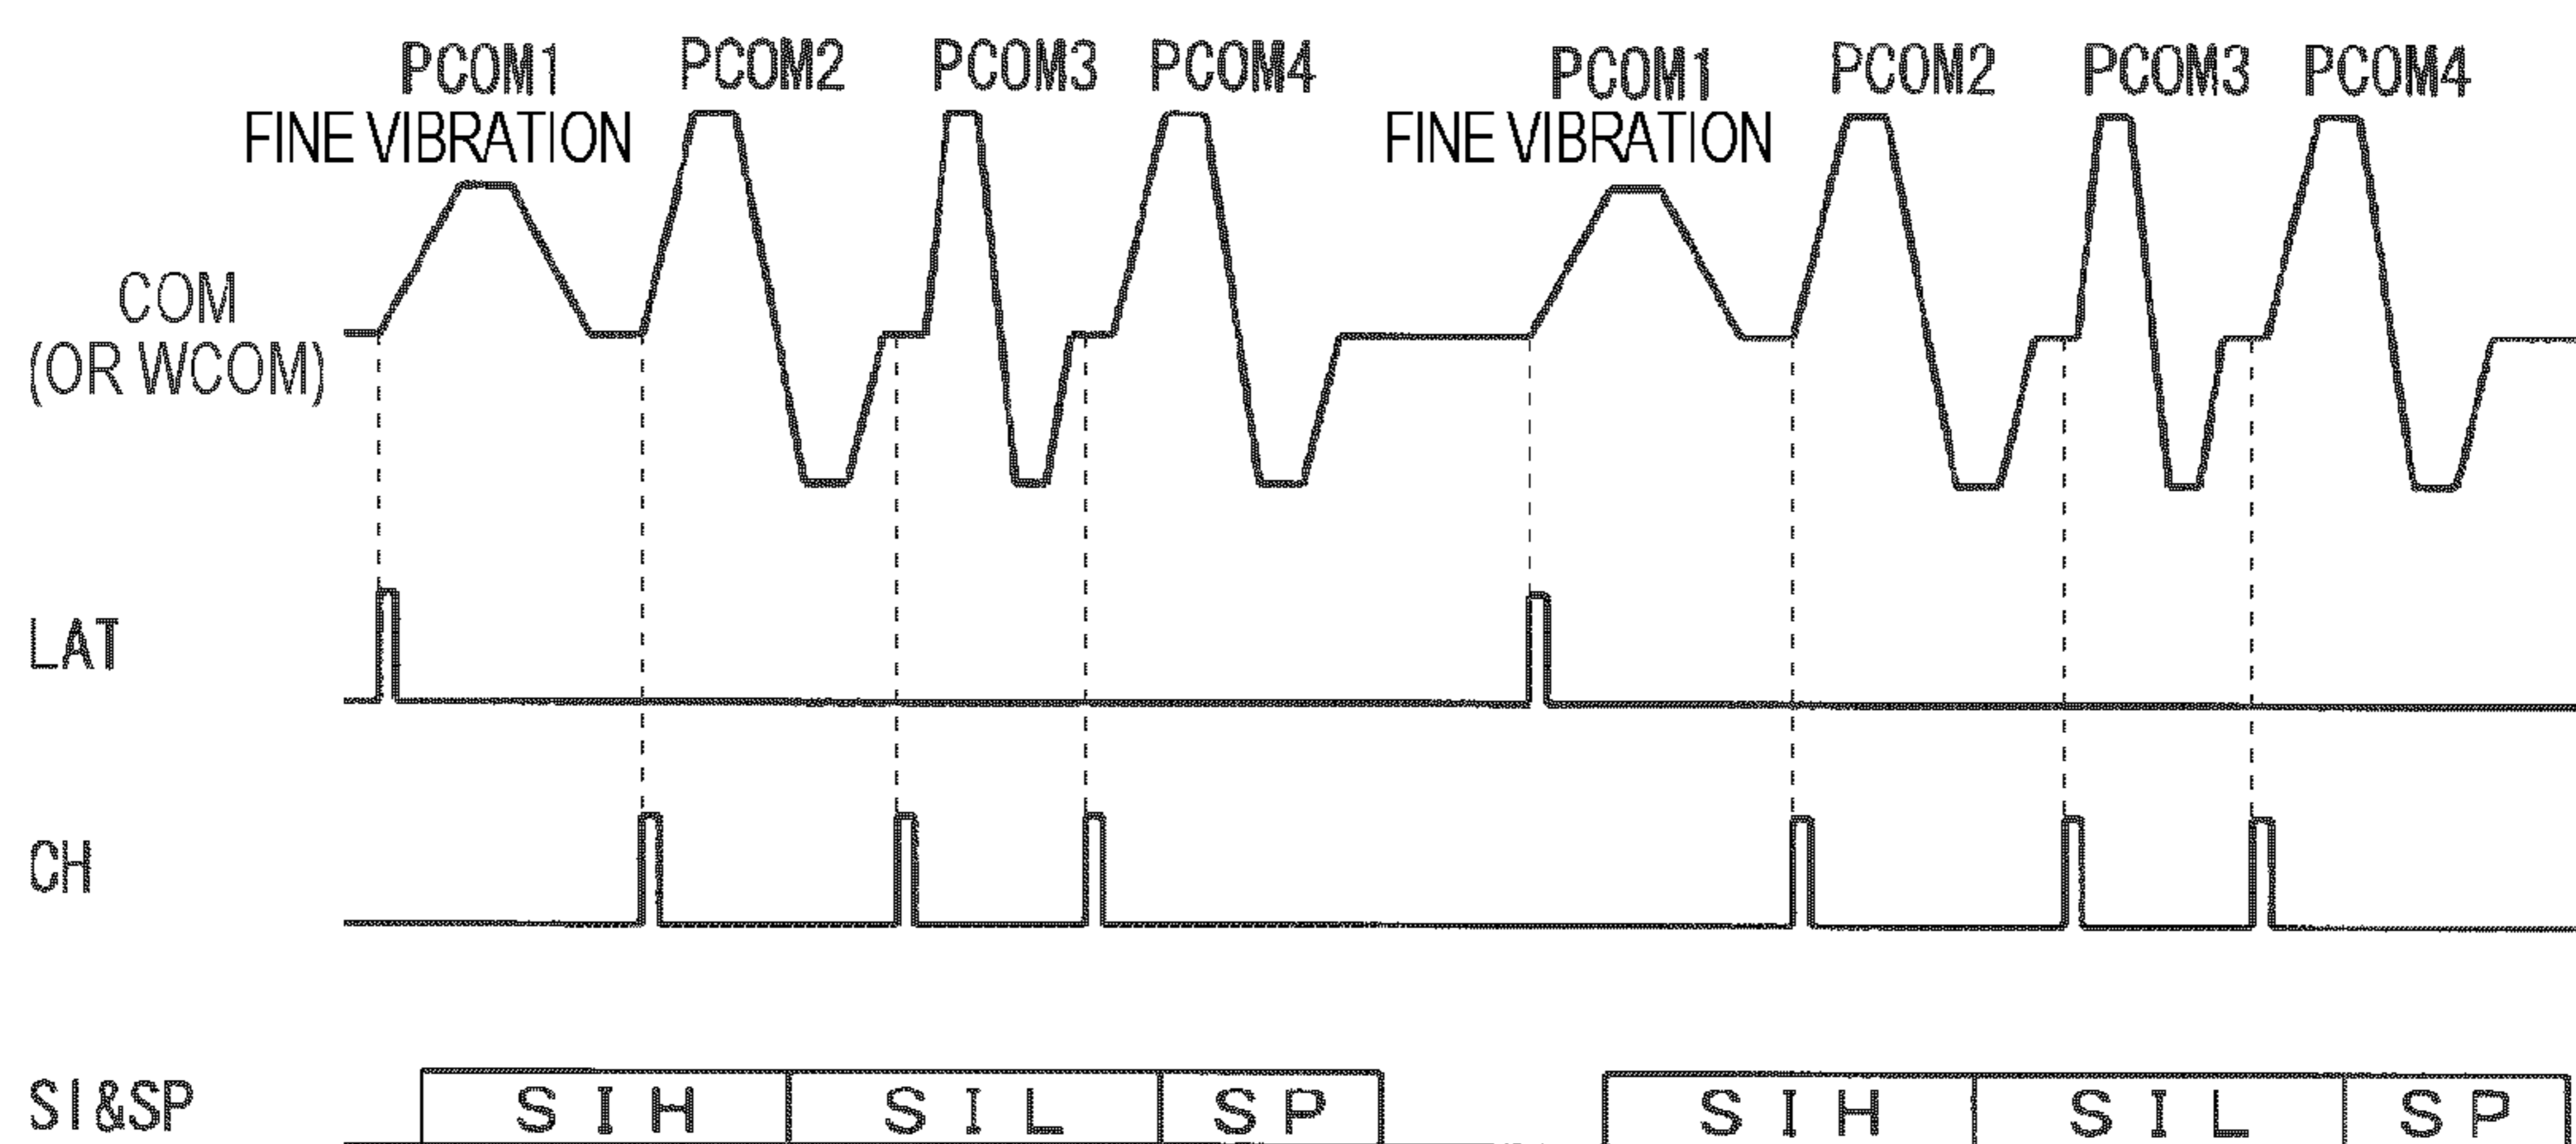 PCOM1 PCOM2 PCOM3 PCOM4 PCOM1 PCOM2 PCOM3 PCOM4
FINE VIBRATION FINE VIBRATION
COM
(OR WCOM)
LAT
CH
SI&SP SIH SIL SP SIH SIL SP